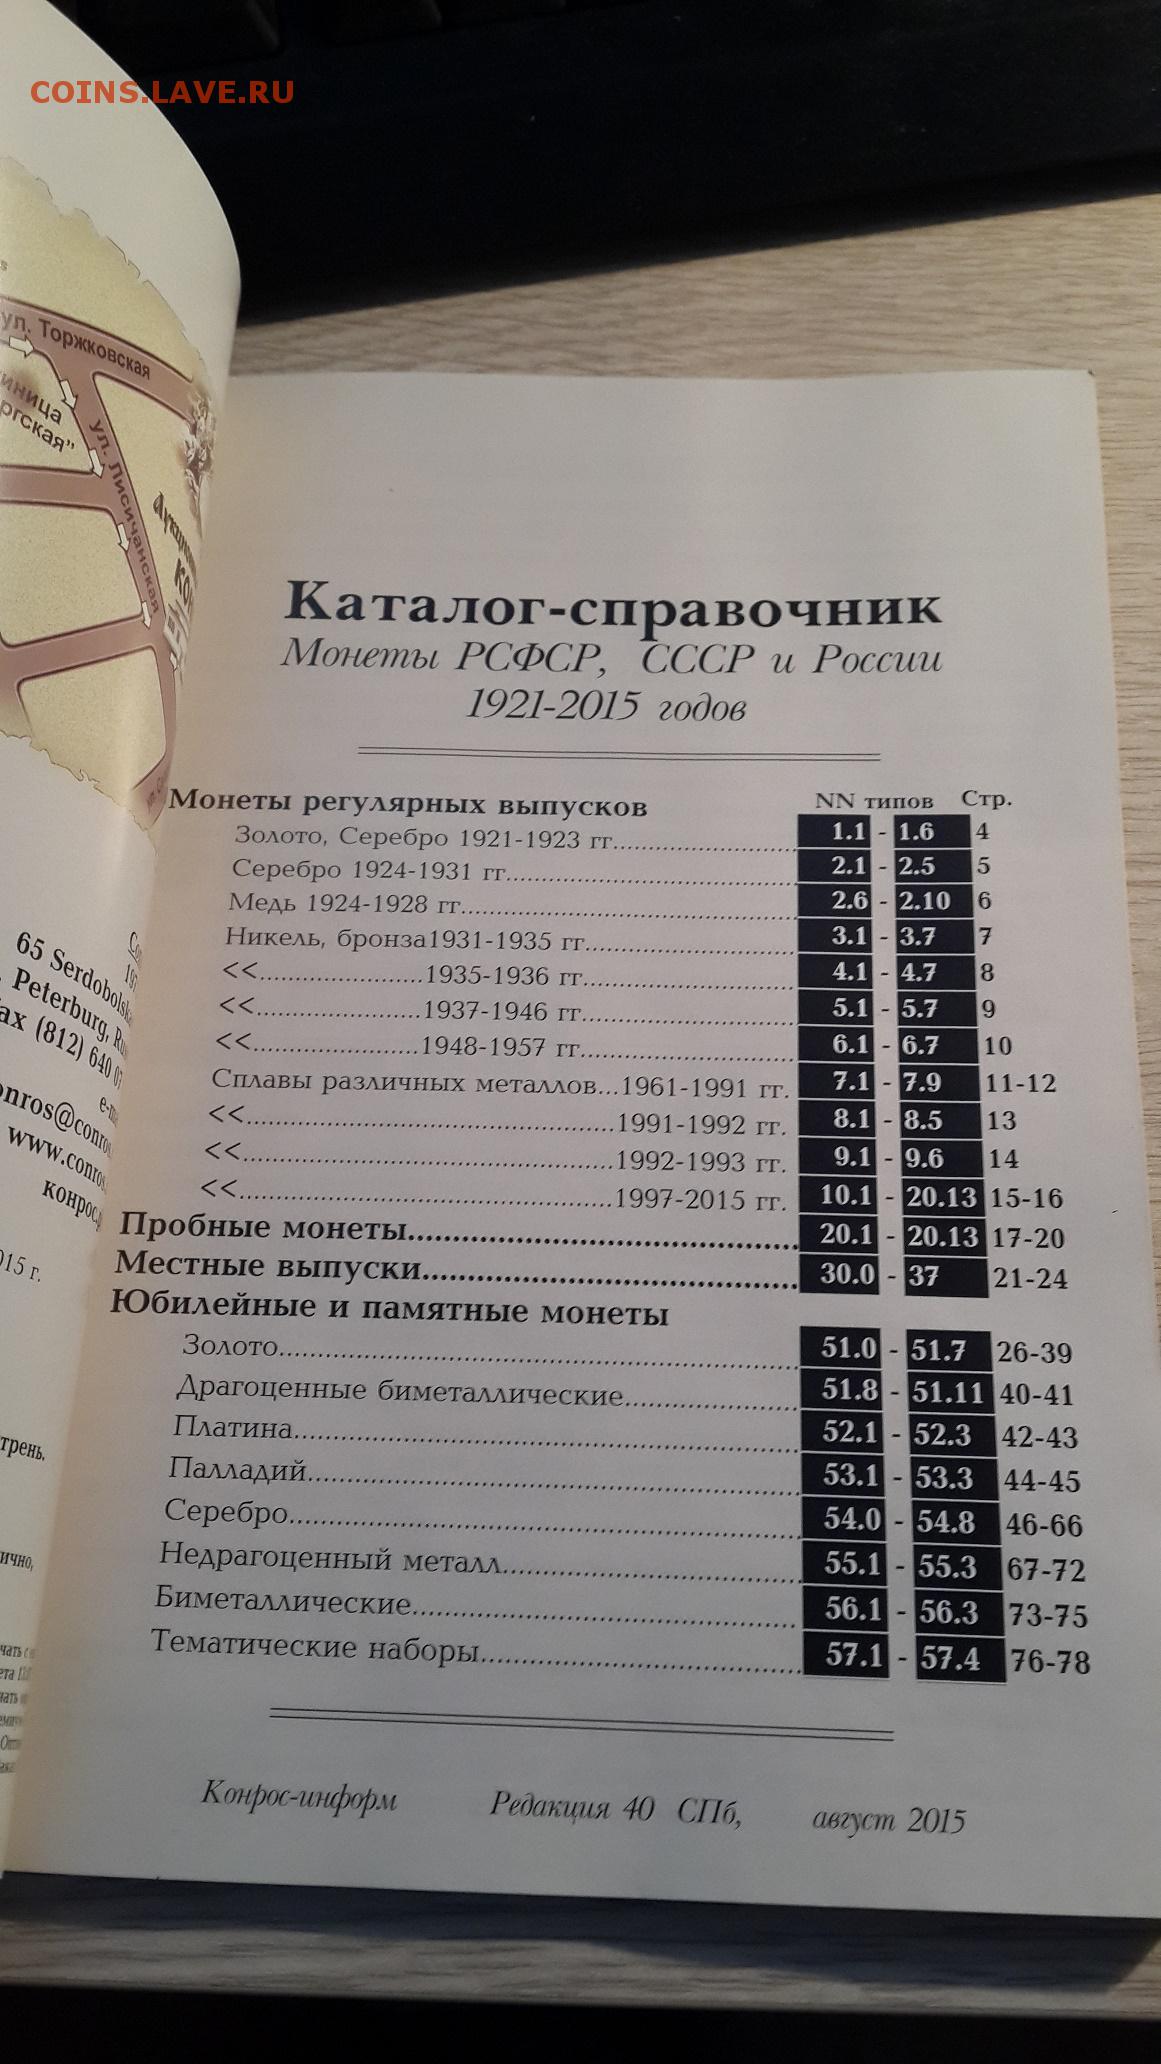 COINS.LAVE.RU
ул. Торжковская
ул. Лисичанская
65 Serdobolsk
Peterburg,
(812) 640
www.conros
Каталог-справочник
Монеты РСФСР, СССР и России
1921-2015 годов
Монеты регулярных выпусков NN типов Стр.
Золото, Серебро 1921-1923 гг. 1.1 - 1.6 4
Серебро 1924-1931 гг. 2.1 - 2.5 5
Медь 1924-1928 гг. 2.6 - 2.10 6
Никель, бронза1931-1935 гг. 3.1 - 3.7 7
<< 1935-1936 гг. 4.1 - 4.7 8
<< 1937-1946 гг. 5.1 - 5.7 9
<< 1948-1957 гг. 6.1 - 6.7 10
Сплавы различных металлов...1961-1991 гг. 7.1 - 7.9 11-12
<< 1991-1992 гг. 8.1 - 8.5 13
<< 1992-1993 гг. 9.1 - 9.6 14
<< 1997-2015 гг. 10.1 - 20.13 15-16
Пробные монеты 20.1 - 20.13 17-20
Местные выпуски 30.0 - 37 21-24
Юбилейные и памятные монеты
Золото 51.0 - 51.7 26-39
Драгоценные биметаллические 51.8 - 51.11 40-41
Платина 52.1 - 52.3 42-43
Палладий 53.1 - 53.3 44-45
Серебро 54.0 - 54.8 46-66
Недрагоценный металл 55.1 - 55.3 67-72
Биметаллические 56.1 - 56.3 73-75
Тематические наборы 57.1 - 57.4 76-78
Конрос-информ Редакция 40 СПб, август 2015